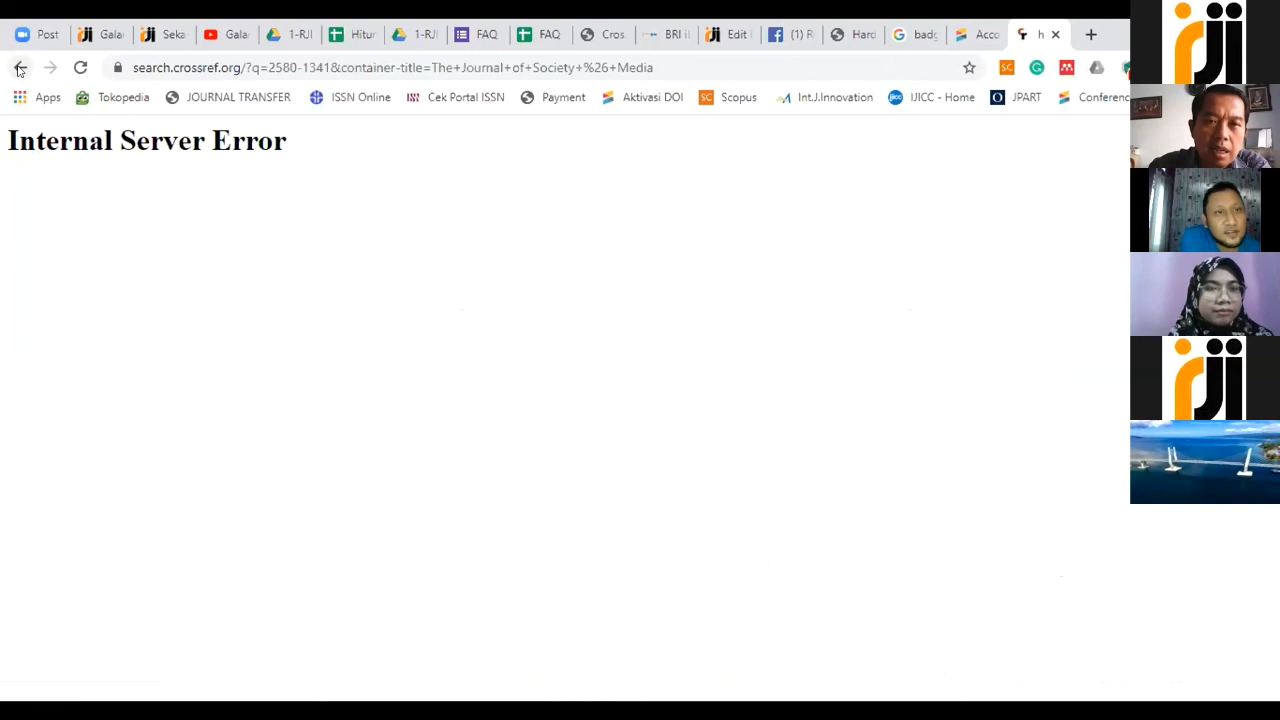 Post Gala Seka Gala 1-RJI Hitun 1-RJI FAQ FAQ Cros BRI Edit (1) Hard badg Acco h
search.crossref.org/?q=2580-1341&container-title=The+Journal+of+Society+%26+Media
Apps Tokopedia JOURNAL TRANSFER ISSN Online Cek Portal ISSN Payment Aktivasi DOI SC Scopus Int.J.Innovation IJICC - Home JPART Conferenc
Internal Server Error